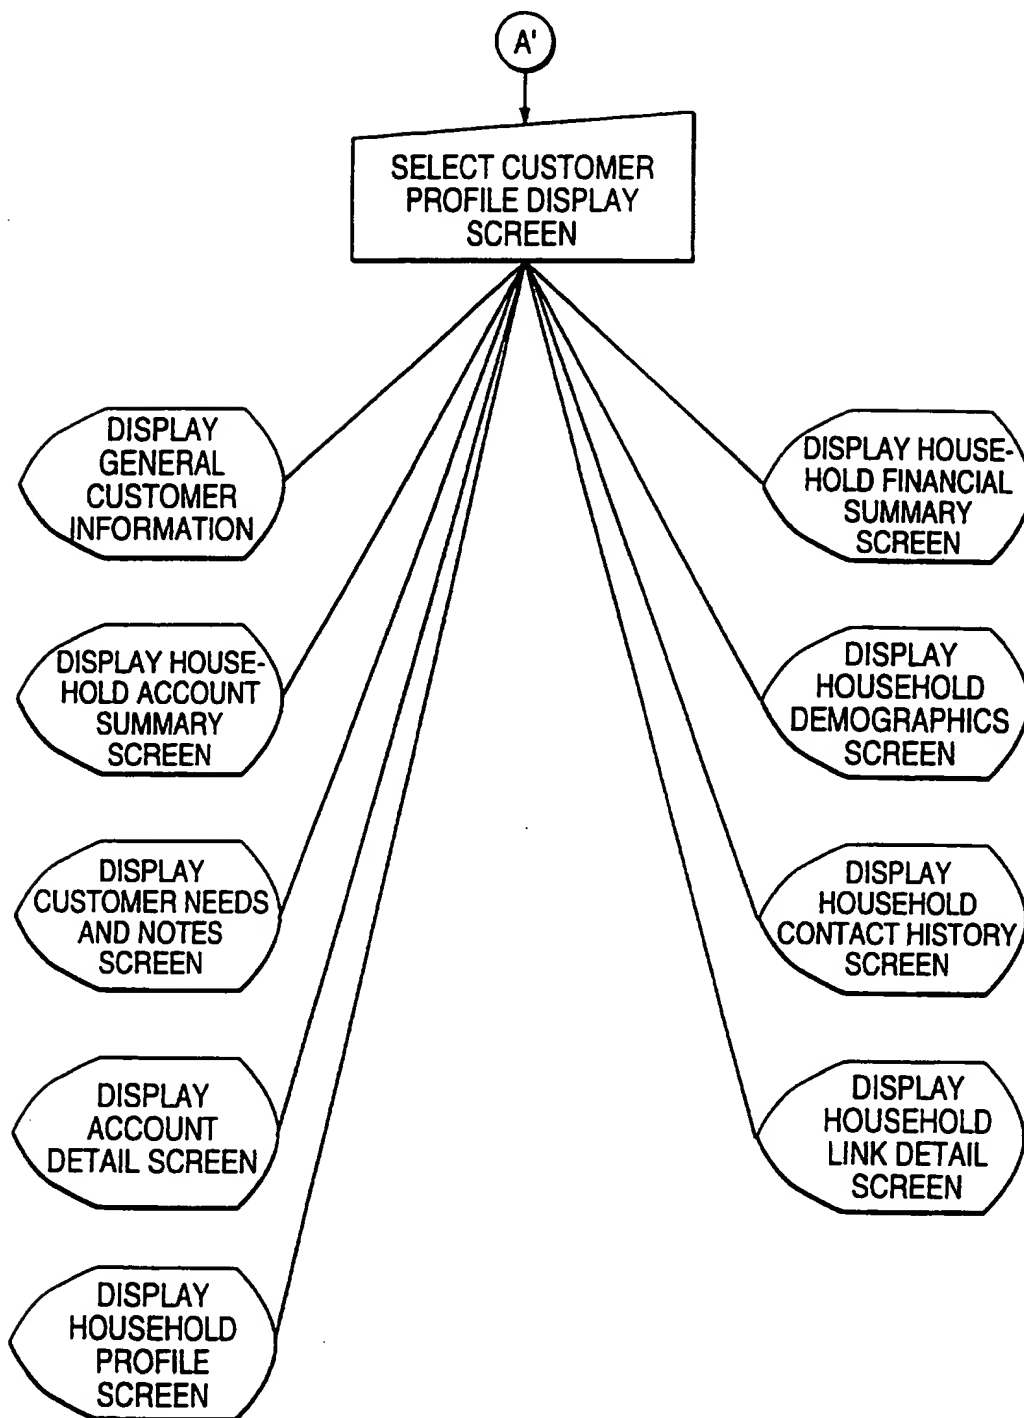 A'
SELECT CUSTOMER
PROFILE DISPLAY
SCREEN
DISPLAY
GENERAL
CUSTOMER
INFORMATION
DISPLAY HOUSE-
HOLD ACCOUNT
SUMMARY
SCREEN
DISPLAY
CUSTOMER NEEDS
AND NOTES
SCREEN
DISPLAY
ACCOUNT
DETAIL SCREEN
DISPLAY
HOUSEHOLD
PROFILE
SCREEN
DISPLAY HOUSE-
HOLD FINANCIAL
SUMMARY
SCREEN
DISPLAY
HOUSEHOLD
DEMOGRAPHICS
SCREEN
DISPLAY
HOUSEHOLD
CONTACT HISTORY
SCREEN
DISPLAY
HOUSEHOLD
LINK DETAIL
SCREEN